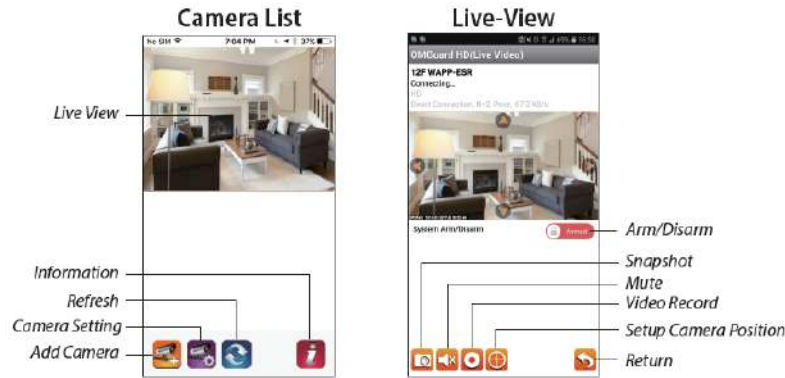 Camera List
Live-View
No SIM 7:04 PM 37%
OMGuard HD(Live Video)
12F WAPP-ESR
Connecting...
HD
Live View
System Arm/Disarm
Armed
Arm/Disarm
Snapshot
Mute
Video Record
Setup Camera Position
Return
Information
Refresh
Camera Setting
Add Camera